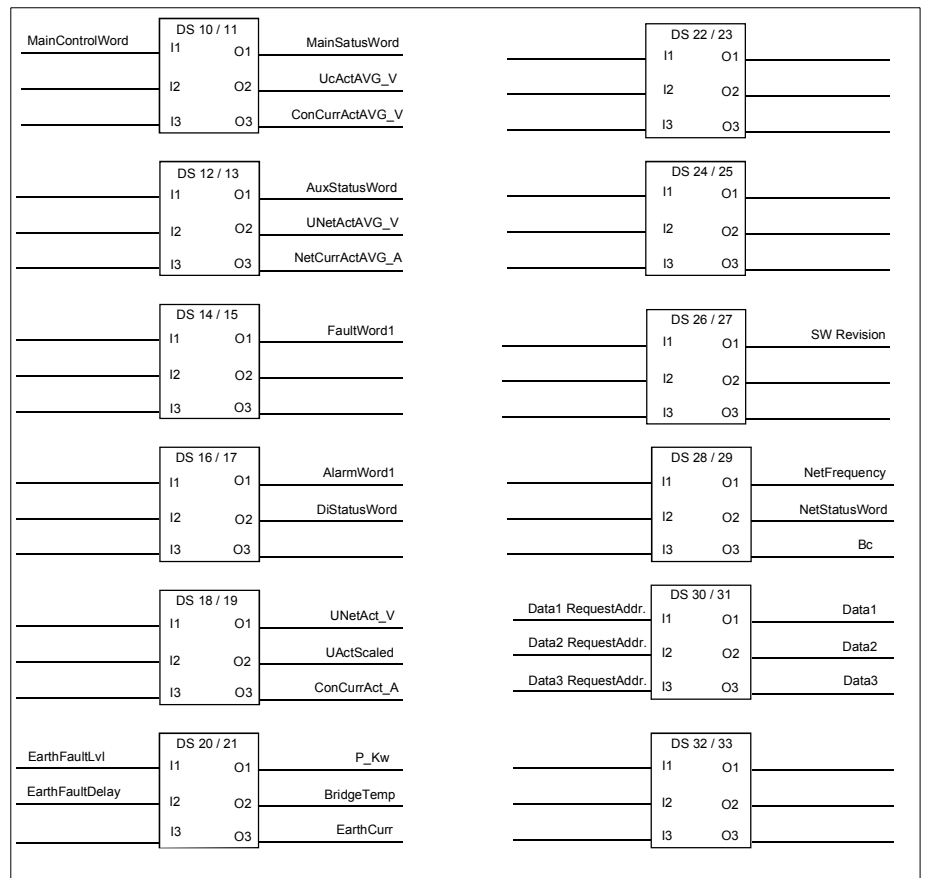 DS 10 / 11
MainControlWord I1 O1 MainSatusWord
I2 O2 UcActAVG_V
I3 O3 ConCurrActAVG_V
DS 12 / 13
I1 O1 AuxStatusWord
I2 O2 UNetActAVG_V
I3 O3 NetCurrActAVG_A
DS 14 / 15
I1 O1 FaultWord1
I2 O2
I3 O3
DS 16 / 17
I1 O1 AlarmWord1
I2 O2 DiStatusWord
I3 O3
DS 18 / 19
I1 O1 UNetAct_V
I2 O2 UActScaled
I3 O3 ConCurrAct_A
DS 20 / 21
EarthFaultLvl I1 O1 P_Kw
EarthFaultDelay I2 O2 BridgeTemp
I3 O3 EarthCurr
DS 22 / 23
I1 O1
I2 O2
I3 O3
DS 24 / 25
I1 O1
I2 O2
I3 O3
DS 26 / 27
I1 O1 SW Revision
I2 O2
I3 O3
DS 28 / 29
I1 O1 NetFrequency
I2 O2 NetStatusWord
I3 O3 Bc
DS 30 / 31
Data1 RequestAddr. I1 O1 Data1
Data2 RequestAddr. I2 O2 Data2
Data3 RequestAddr. I3 O3 Data3
DS 32 / 33
I1 O1
I2 O2
I3 O3